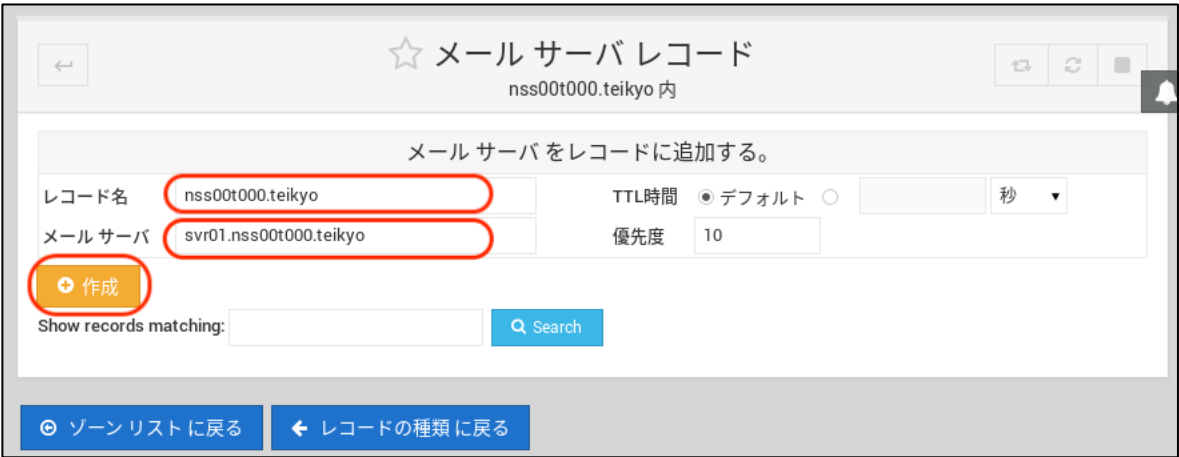 メール サーバ レコード
nss00t000.teikyo 内
メール サーバ をレコードに追加する。
レコード名 nss00t000.teikyo TTL時間 デフォルト 秒
メール サーバ svr01.nss00t000.teikyo 優先度 10
作成
Show records matching: Search
ゾーン リスト に戻る レコードの種類 に戻る